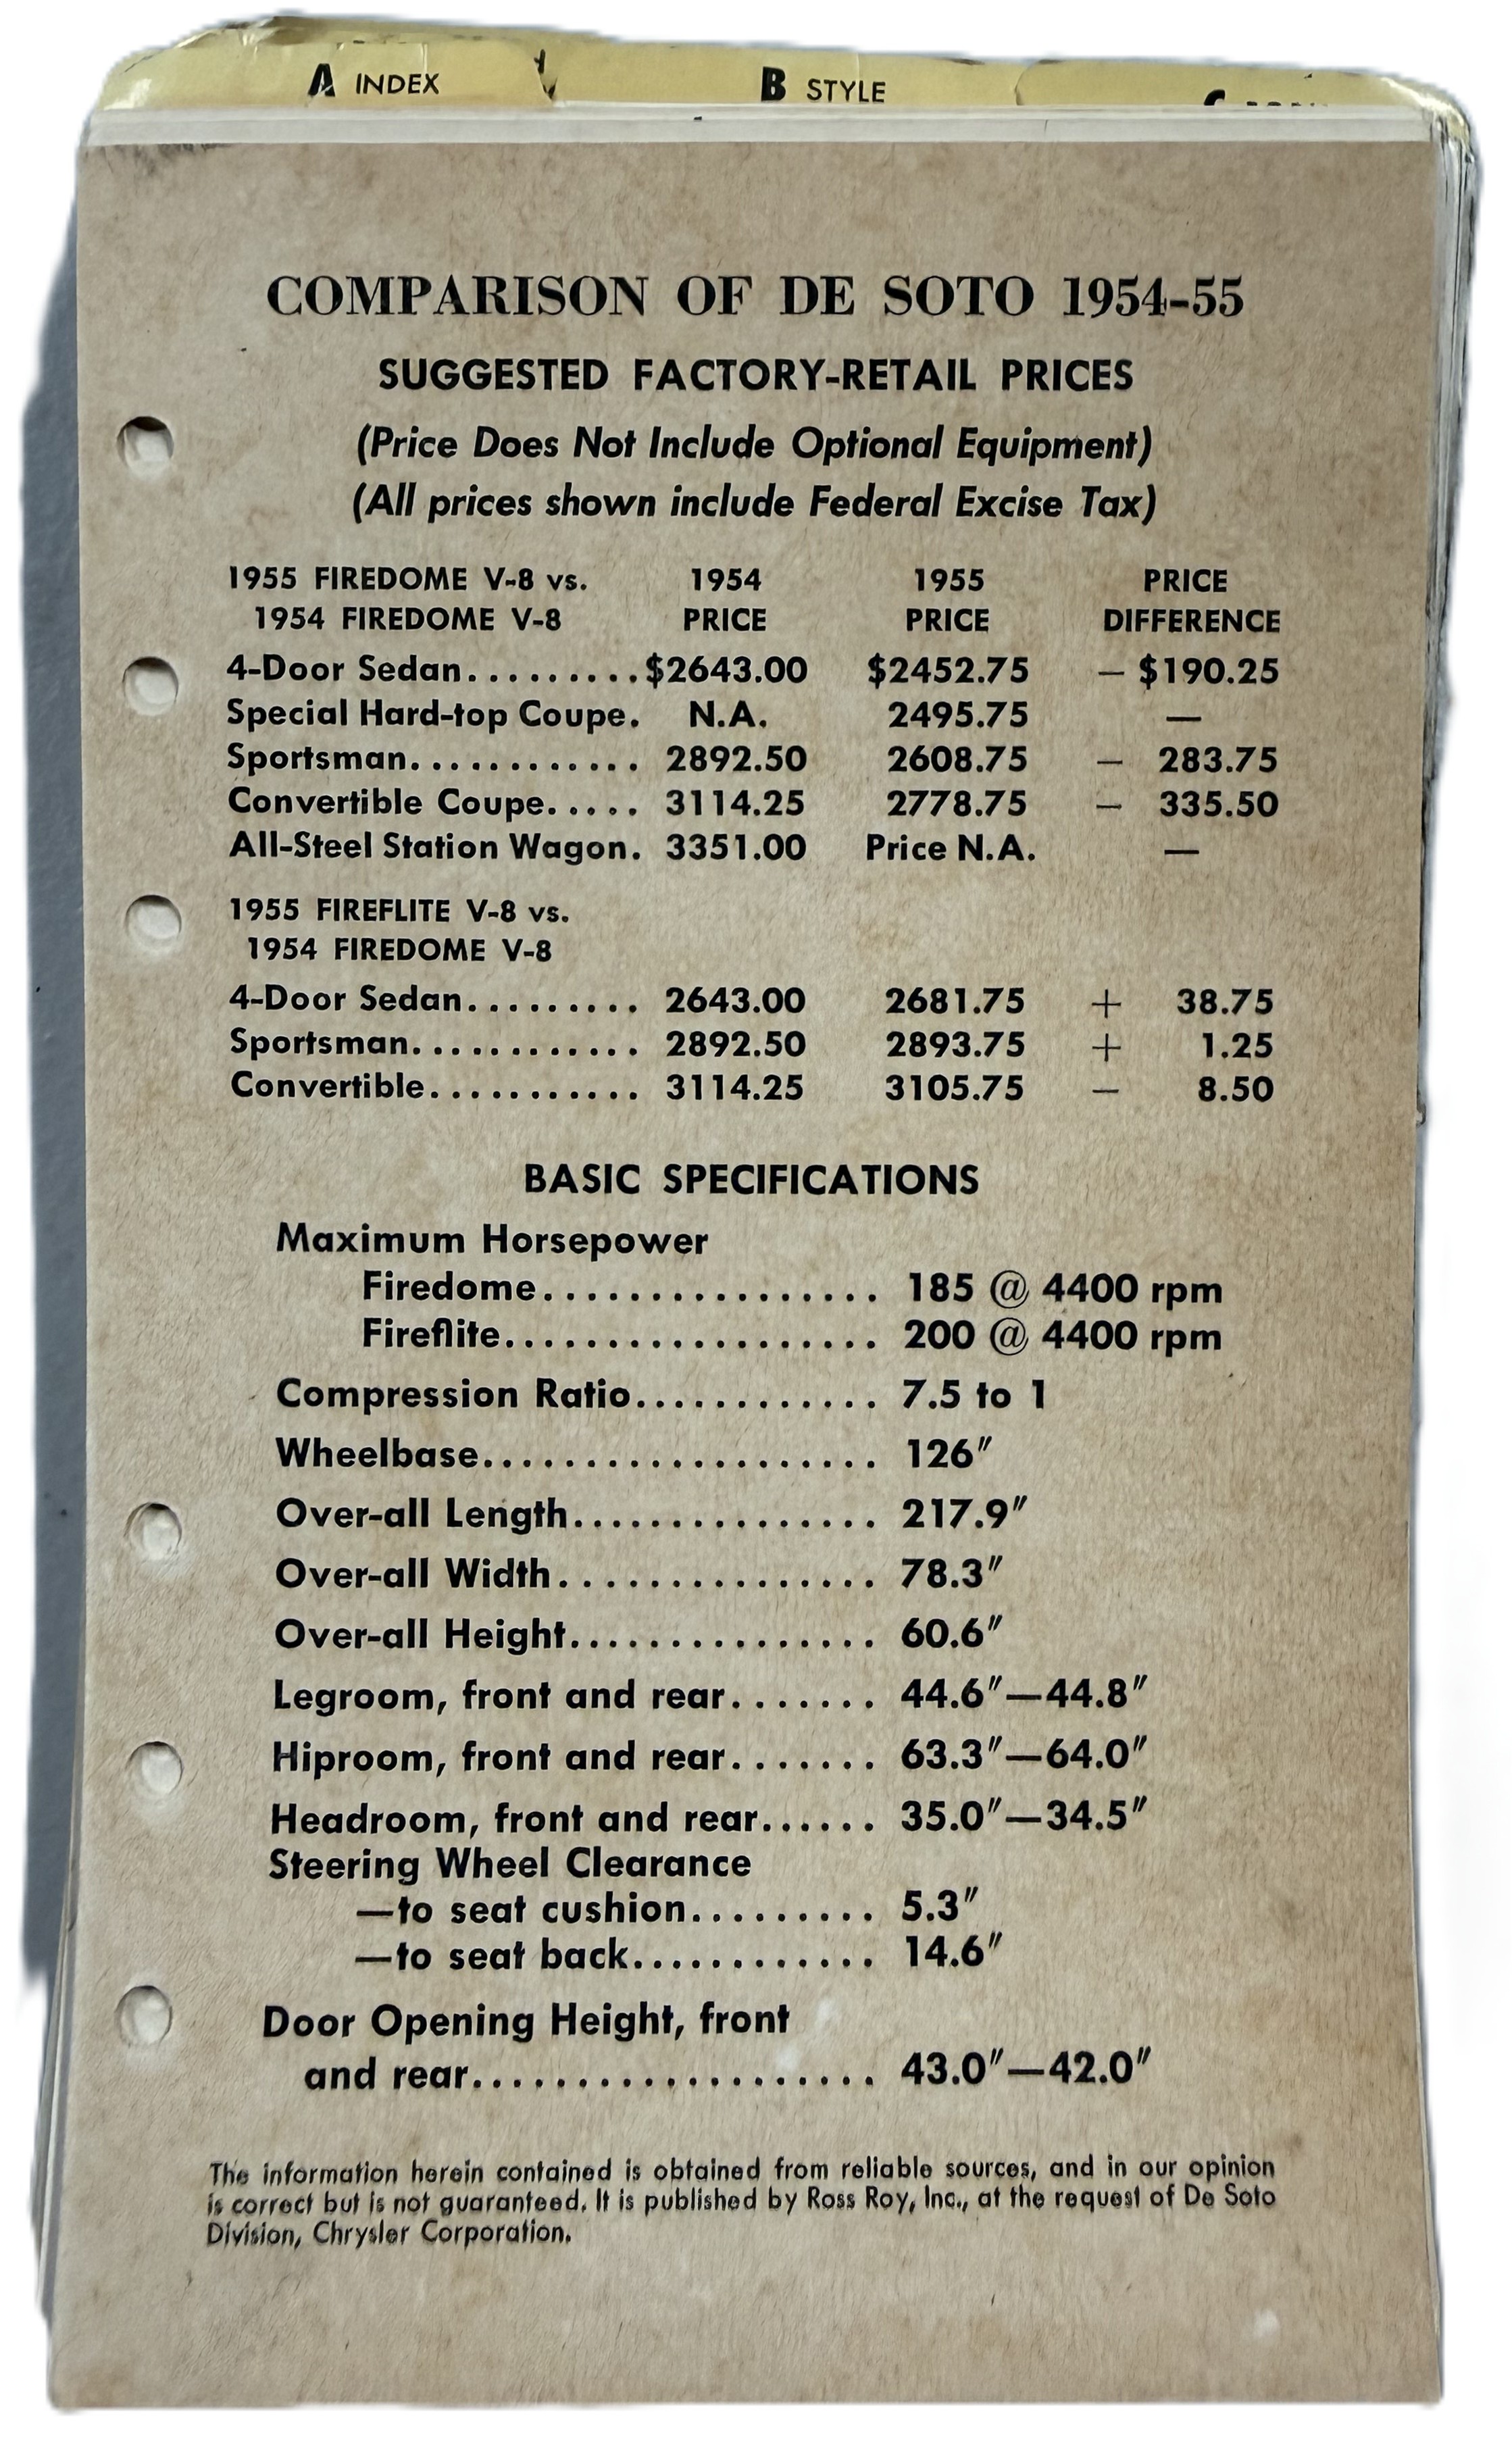 A INDEX B STYLE
COMPARISON OF DE SOTO 1954-55
SUGGESTED FACTORY-RETAIL PRICES
(Price Does Not Include Optional Equipment)
(All prices shown include Federal Excise Tax)
1955 FIREDOME V-8 vs. 1954 1955 PRICE
1954 FIREDOME V-8 PRICE PRICE DIFFERENCE
4-Door Sedan.........$2643.00 $2452.75 — $190.25
Special Hard-top Coupe. N.A. 2495.75 —
Sportsman............ 2892.50 2608.75 — 283.75
Convertible Coupe..... 3114.25 2778.75 — 335.50
All-Steel Station Wagon. 3351.00 Price N.A. —
1955 FIREFLITE V-8 vs.
1954 FIREDOME V-8
4-Door Sedan......... 2643.00 2681.75 + 38.75
Sportsman............ 2892.50 2893.75 + 1.25
Convertible........... 3114.25 3105.75 — 8.50
BASIC SPECIFICATIONS
Maximum Horsepower
Firedome................ 185 @ 4400 rpm
Fireflite.................. 200 @ 4400 rpm
Compression Ratio............ 7.5 to 1
Wheelbase.................... 126″
Over-all Length............... 217.9″
Over-all Width............... 78.3″
Over-all Height............... 60.6″
Legroom, front and rear....... 44.6″—44.8″
Hiproom, front and rear....... 63.3″—64.0″
Headroom, front and rear...... 35.0″—34.5″
Steering Wheel Clearance
—to seat cushion......... 5.3″
—to seat back............ 14.6″
Door Opening Height, front
and rear.................... 43.0″—42.0″
The information herein contained is obtained from reliable sources, and in our opinion
is correct but is not guaranteed. It is published by Ross Roy, Inc., at the request of De Soto
Division, Chrysler Corporation.